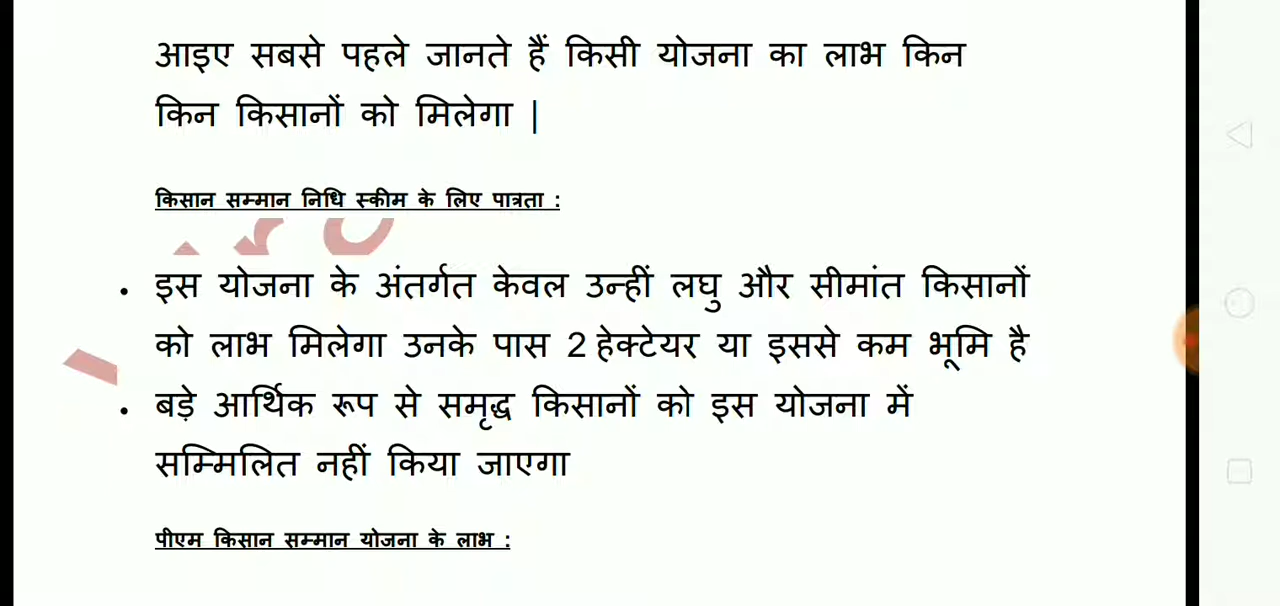 आइए सबसे पहले जानते हैं किसी योजना का लाभ किन
किन किसानों को मिलेगा |
किसान सम्मान निधि स्कीम के लिए पात्रता :
• इस योजना के अंतर्गत केवल उन्हीं लघु और सीमांत किसानों
को लाभ मिलेगा उनके पास 2 हेक्टेयर या इससे कम भूमि है
• बड़े आर्थिक रूप से समृद्ध किसानों को इस योजना में
सम्मिलित नहीं किया जाएगा
पीएम किसान सम्मान योजना के लाभ :